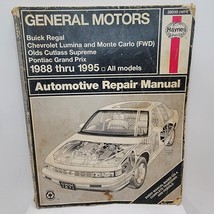 GENERAL MOTORS
Buick Regal
Chevrolet Lumina and Monte Carlo (FWD)
Olds Cutlass Supreme
Pontiac Grand Prix
1988 thru 1995 □ All models
Haynes
Automotive Repair Manual